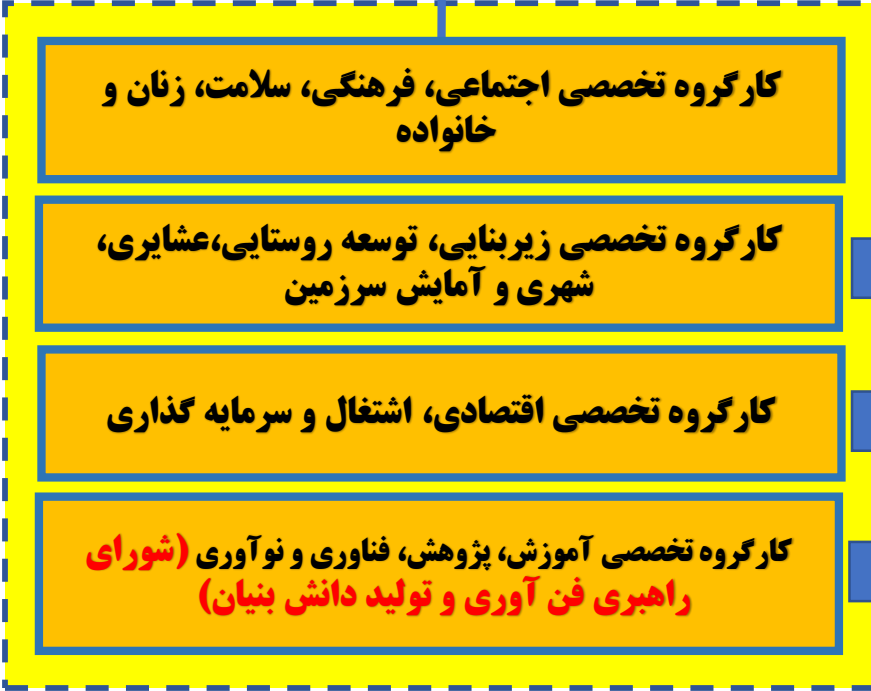 کارگروه تخصصی اجتماعی، فرهنگی، سلامت، زنان و
خانواده
کارگروه تخصصی زیربنایی، توسعه روستایی،عشایری،
شهری و آمایش سرزمین
کارگروه تخصصی اقتصادی، اشتغال و سرمایه گذاری
کارگروه تخصصی آموزش، پژوهش، فناوری و نوآوری (شورای
راهبری فن آوری و تولید دانش بنیان)